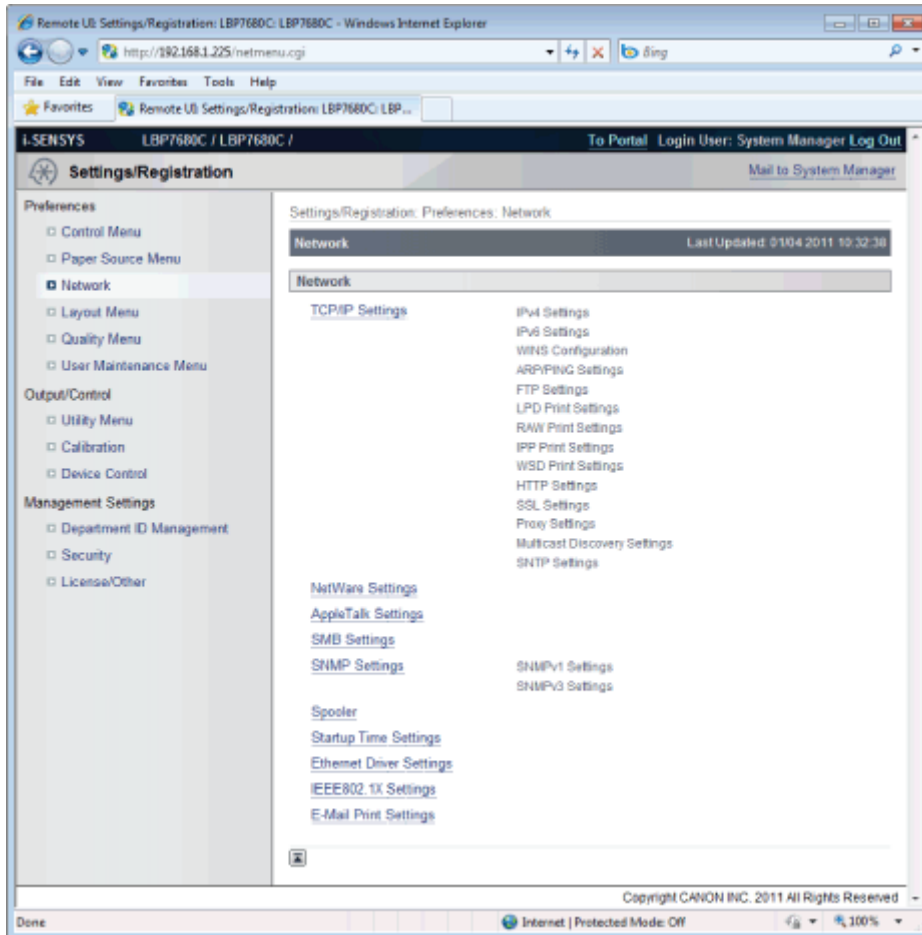 Remote UI: Settings/Registration: LBP7680C: LBP7680C - Windows Internet Explorer
http://192.168.1.225/netmenu.cgi
Bing
File Edit View Favorites Tools Help
Favorites Remote UI: Settings/Registration: LBP7680C: LBP...
i-SENSYS LBP7680C / LBP7680C / To Portal Login User: System Manager Log Out
Settings/Registration Mail to System Manager
Preferences
Control Menu
Paper Source Menu
Network
Layout Menu
Quality Menu
User Maintenance Menu
Output/Control
Utility Menu
Calibration
Device Control
Management Settings
Department ID Management
Security
License/Other
Settings/Registration: Preferences: Network
Network Last Updated: 01/04 2011 10:32:38
Network
TCP/IP Settings IPv4 Settings
IPv6 Settings
WINS Configuration
ARP/PING Settings
FTP Settings
LPD Print Settings
RAW Print Settings
IPP Print Settings
WSD Print Settings
HTTP Settings
SSL Settings
Proxy Settings
Multicast Discovery Settings
SNTP Settings
NetWare Settings
AppleTalk Settings
SMB Settings
SNMP Settings SNMPv1 Settings
SNMPv3 Settings
Spooler
Startup Time Settings
Ethernet Driver Settings
IEEE802.1X Settings
E-Mail Print Settings
Copyright CANON INC. 2011 All Rights Reserved
Done Internet | Protected Mode: Off 100%